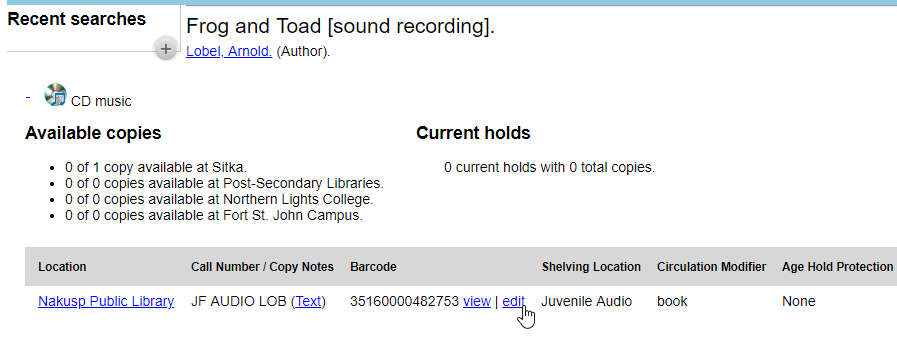 Recent searches
+
Frog and Toad [sound recording].
Lobel, Arnold. (Author).
- CD music
Available copies
0 of 1 copy available at Sitka.
0 of 0 copies available at Post-Secondary Libraries.
0 of 0 copies available at Northern Lights College.
0 of 0 copies available at Fort St. John Campus.
Current holds
0 current holds with 0 total copies.
Location Call Number / Copy Notes Barcode Shelving Location Circulation Modifier Age Hold Protection
Nakusp Public Library JF AUDIO LOB (Text) 35160000482753 view | edit Juvenile Audio book None